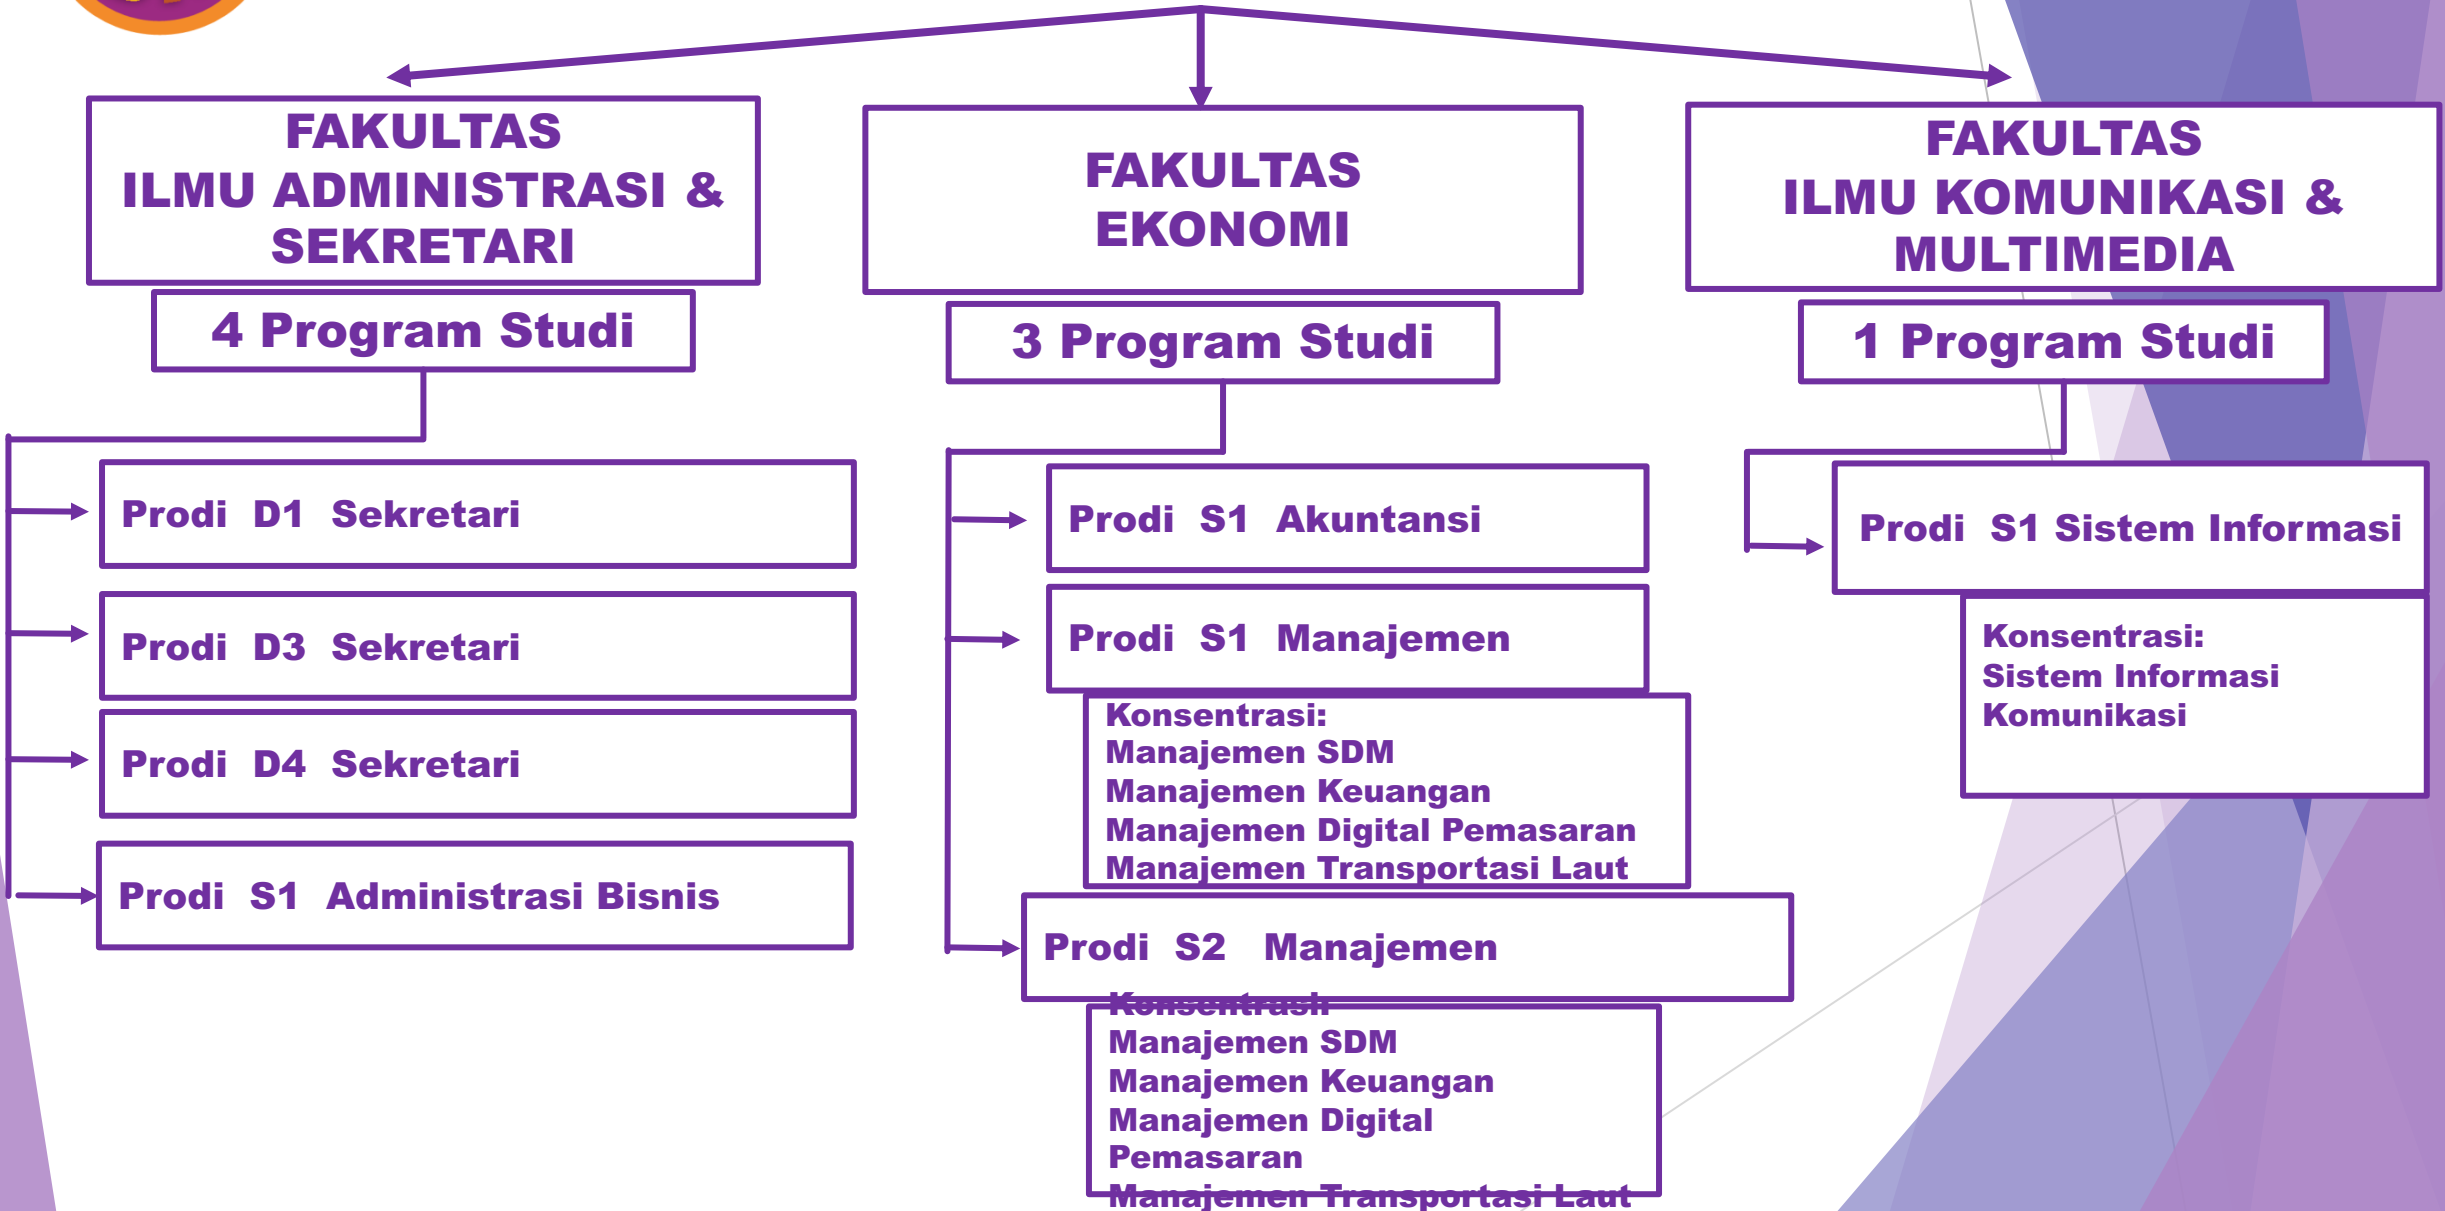 FAKULTAS
ILMU ADMINISTRASI &
SEKRETARI
4 Program Studi
Prodi D1 Sekretari
Prodi D3 Sekretari
Prodi D4 Sekretari
Prodi S1 Administrasi Bisnis
FAKULTAS
EKONOMI
3 Program Studi
Prodi S1 Akuntansi
Prodi S1 Manajemen
Konsentrasi:
Manajemen SDM
Manajemen Keuangan
Manajemen Digital Pemasaran
Manajemen Transportasi Laut
Prodi S2 Manajemen
Konsentrasi:
Manajemen SDM
Manajemen Keuangan
Manajemen Digital
Pemasaran
Manajemen Transportasi Laut
FAKULTAS
ILMU KOMUNIKASI &
MULTIMEDIA
1 Program Studi
Prodi S1 Sistem Informasi
Konsentrasi:
Sistem Informasi
Komunikasi